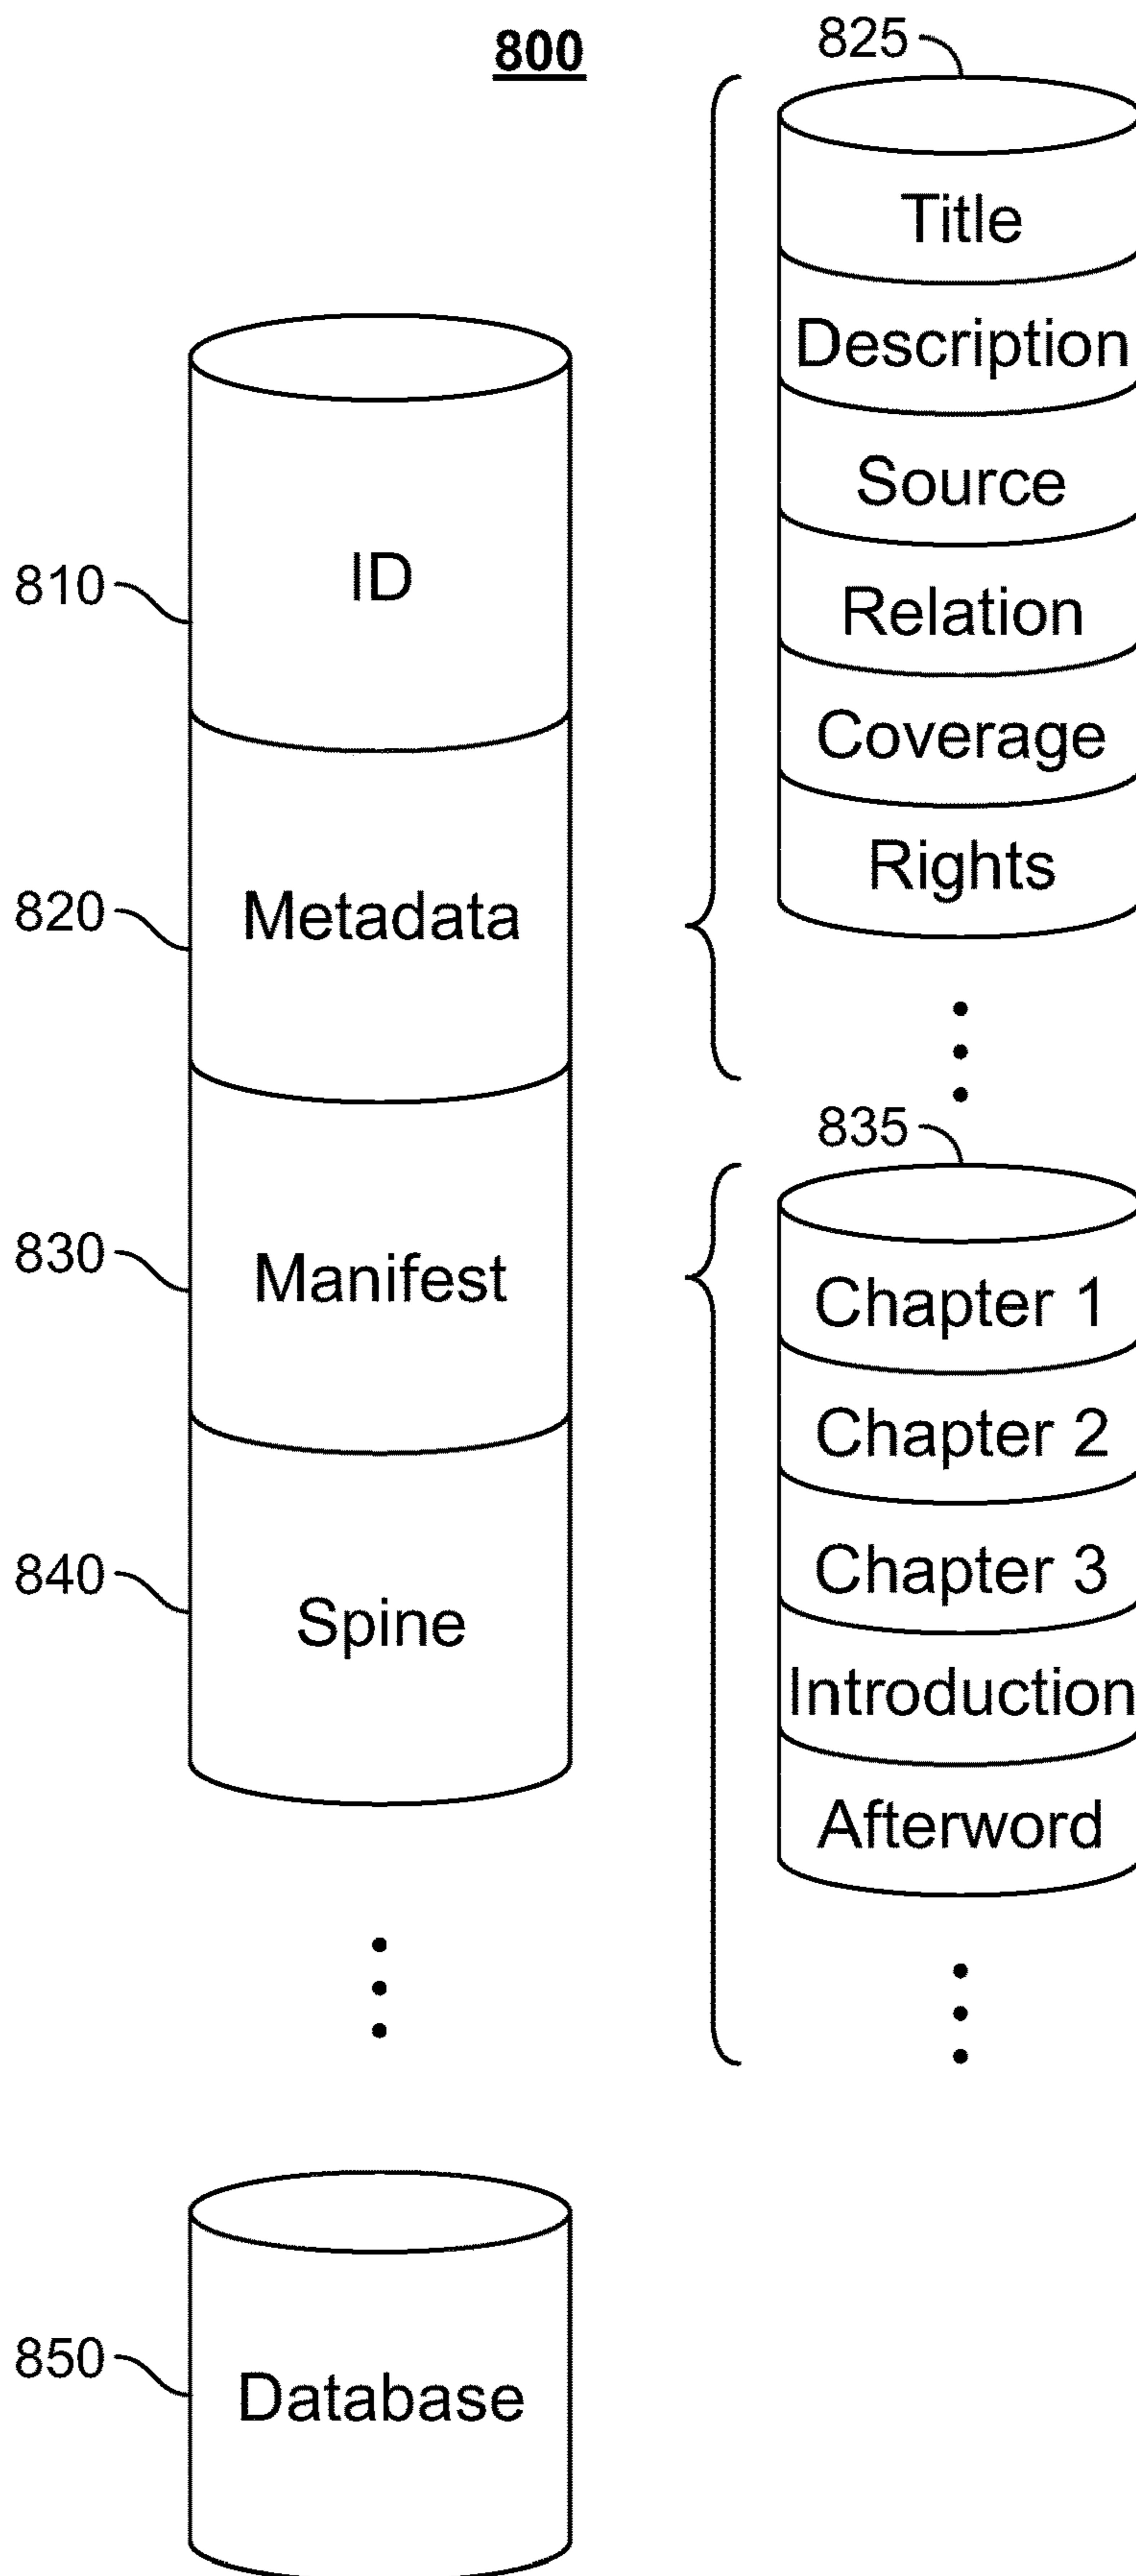 800
825
Title
Description
Source
Relation
Coverage
Rights
810
ID
820
Metadata
830
Manifest
840
Spine
835
Chapter 1
Chapter 2
Chapter 3
Introduction
Afterword
850
Database